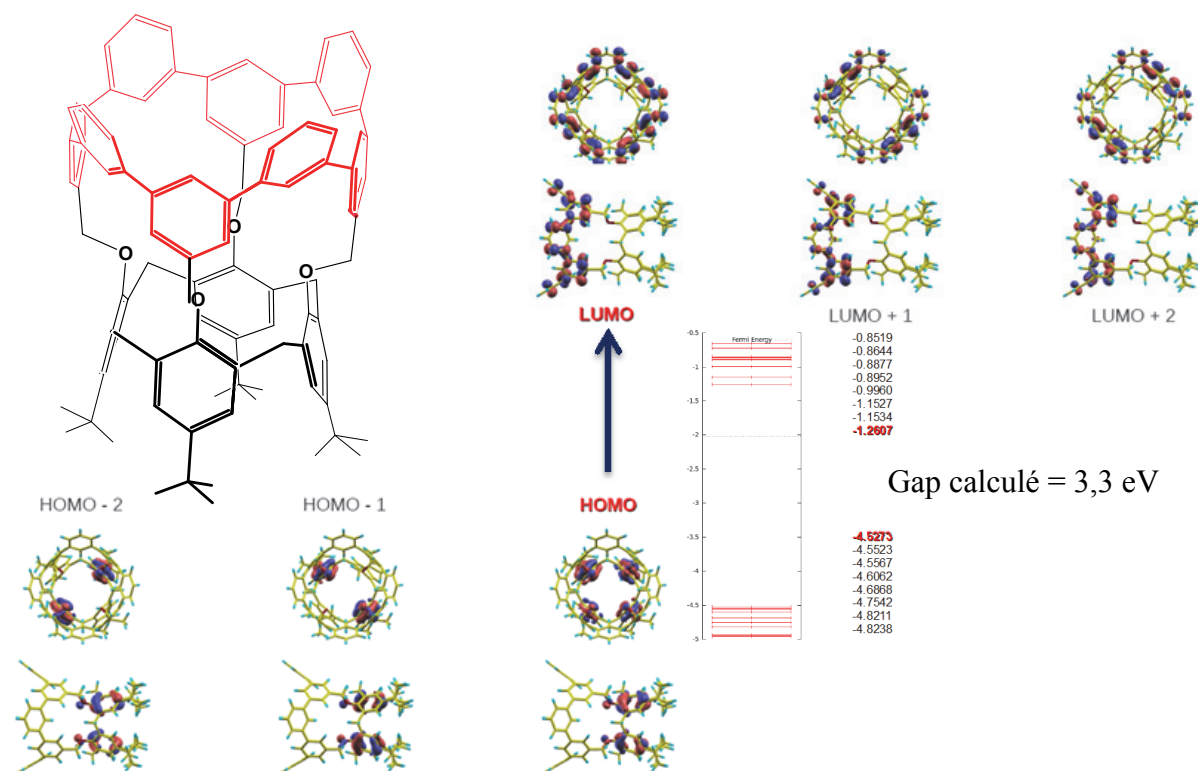 O
O
O
O
LUMO
LUMO + 1
LUMO + 2
-0.5
Fermi Energy
-1
-1.5
-2
-2.5
-3
-3.5
-4
-4.5
-5
-0.8519
-0.8644
-0.8877
-0.8952
-0.9960
-1.1527
-1.1534
-1.2607
Gap calculé = 3,3 eV
HOMO - 2
HOMO - 1
HOMO
-4.5273
-4.5523
-4.5567
-4.6062
-4.6868
-4.7542
-4.8211
-4.8238